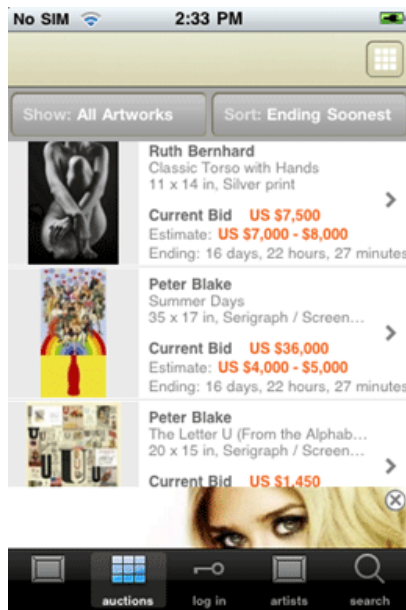 No SIM 2:33 PM
Show: All Artworks Sort: Ending Soonest
Ruth Bernhard
Classic Torso with Hands
11 x 14 in, Silver print
Current Bid US $7,500
Estimate: US $7,000 - $8,000
Ending: 16 days, 22 hours, 27 minutes
Peter Blake
Summer Days
35 x 17 in, Serigraph / Screen...
Current Bid US $36,000
Estimate: US $4,000 - $5,000
Ending: 16 days, 22 hours, 27 minutes
Peter Blake
The Letter U (From the Alphab...
20 x 15 in, Serigraph / Screen...
Current Bid US $1,450
auctions log in artists search